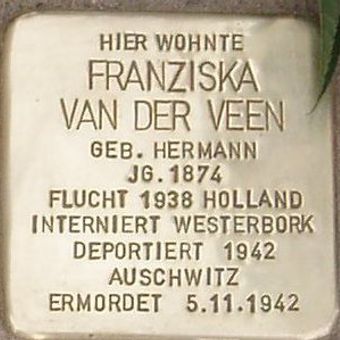 HIER WOHNTE
FRANZISKA
VAN DER VEEN
GEB. HERMANN
JG. 1874
FLUCHT 1938 HOLLAND
INTERNIERT WESTERBORK
DEPORTIERT 1942
AUSCHWITZ
ERMORDET 5.11.1942